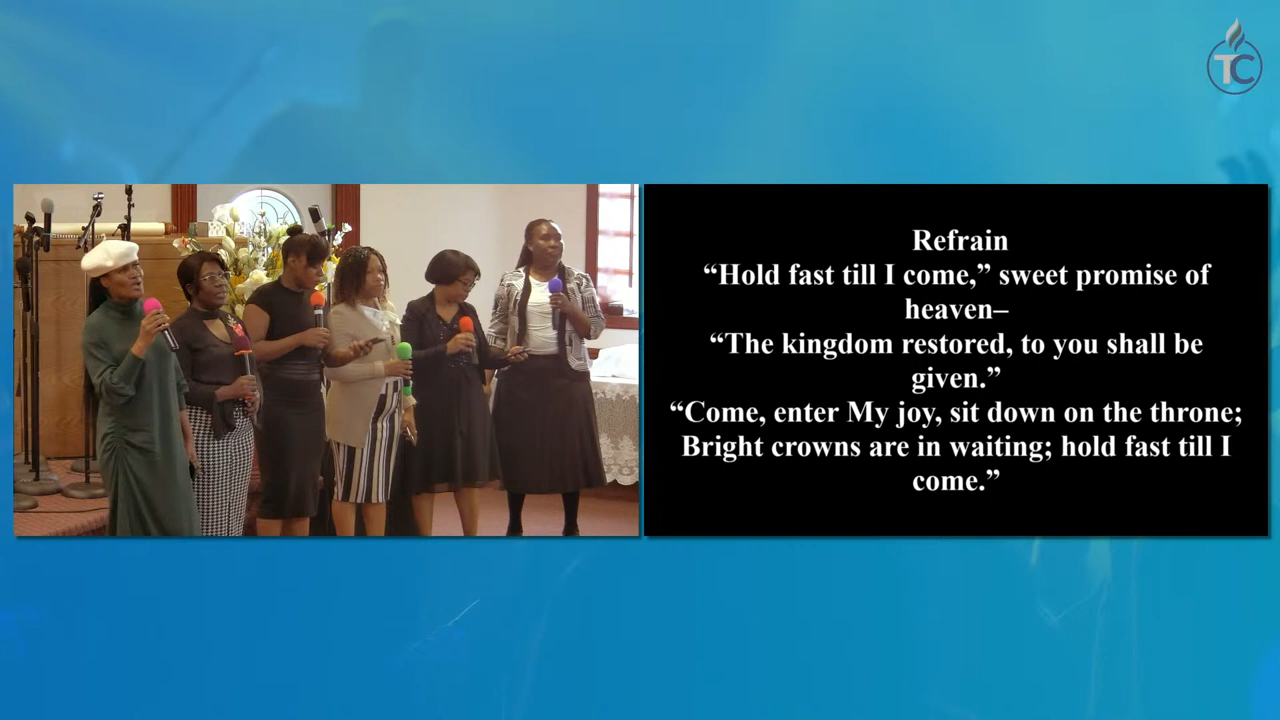 TC
Refrain
“Hold fast till I come,” sweet promise of
heaven–
“The kingdom restored, to you shall be
given.”
“Come, enter My joy, sit down on the throne;
Bright crowns are in waiting; hold fast till I
come.”